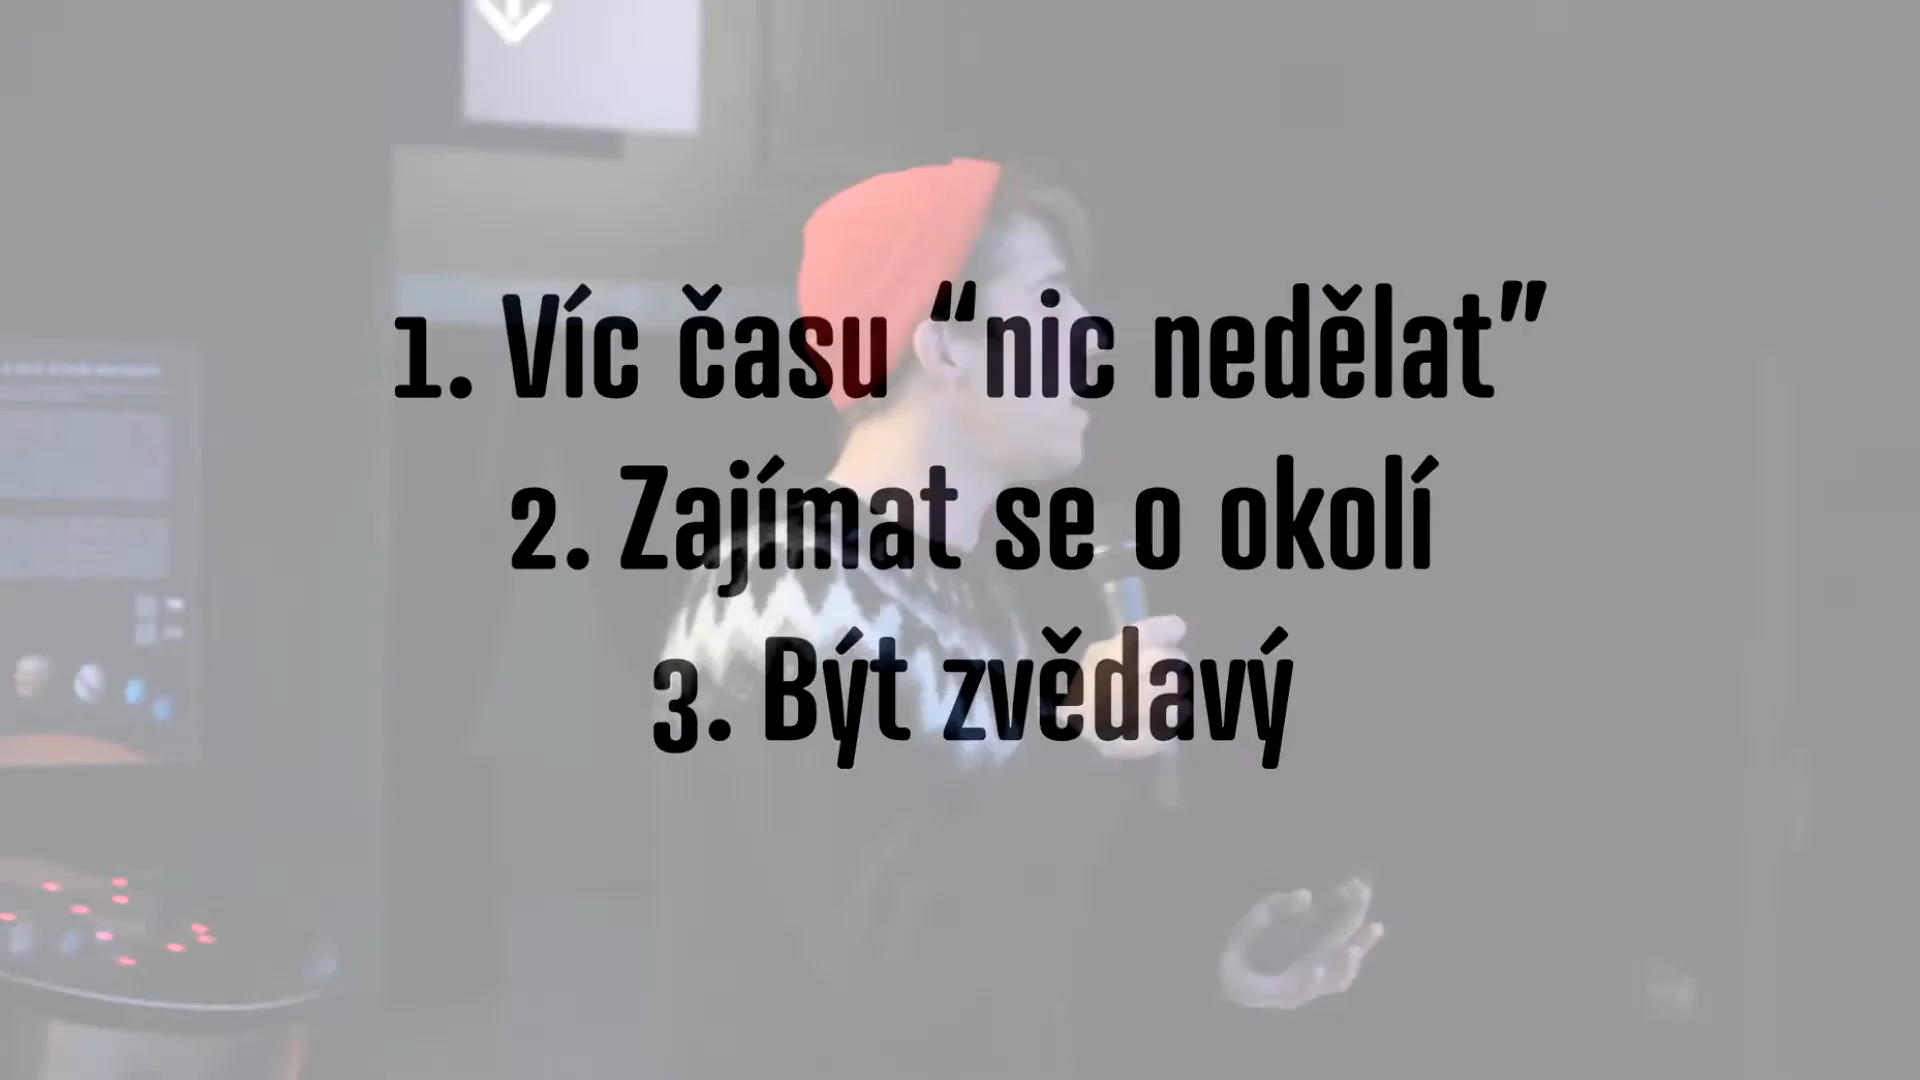 1. Víc času “nic nedělat”
2. Zajímat se o okolí
3. Být zvědavý